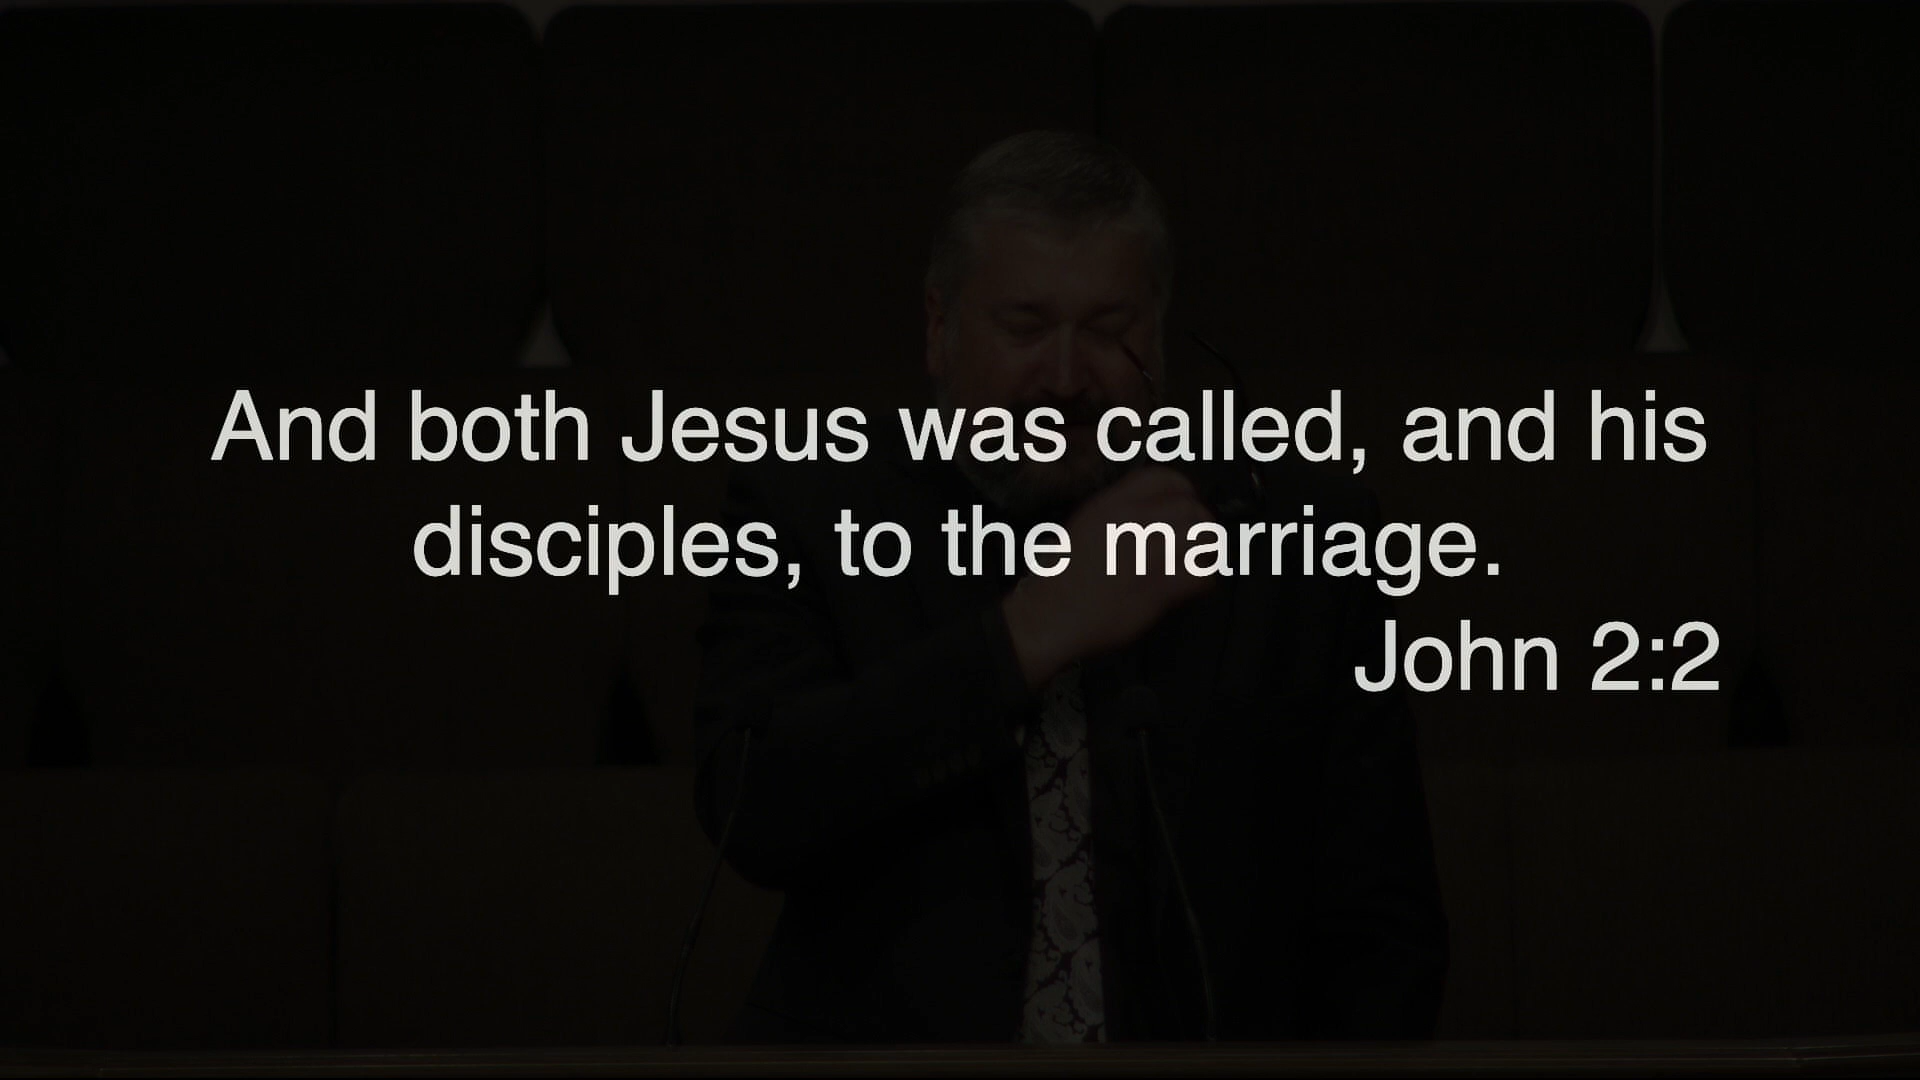 And both Jesus was called, and his
disciples, to the marriage.
John 2:2